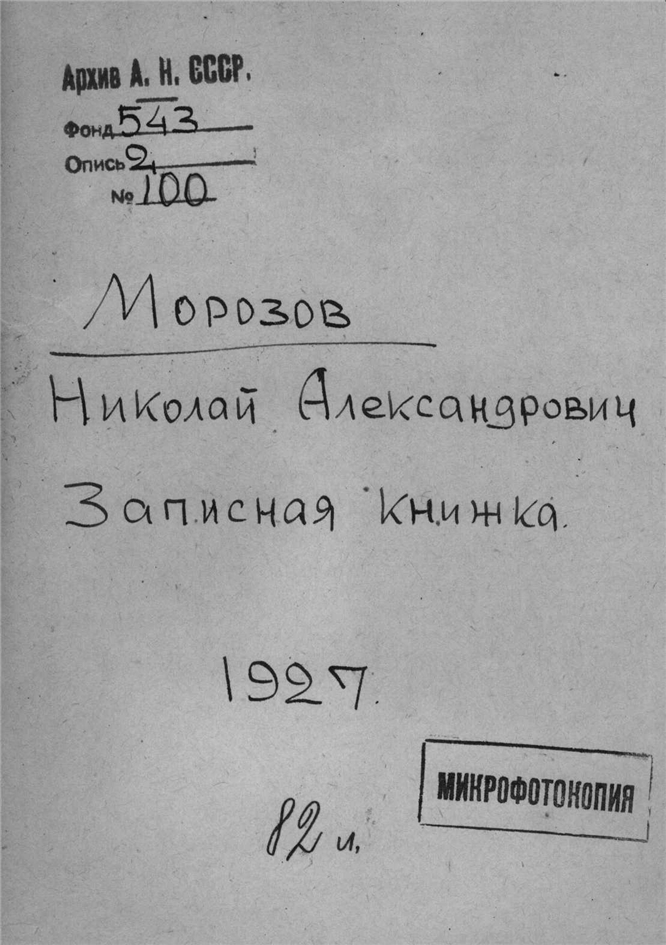 Архив А. Н. СССР.
Фонд 543
Опись 2
№ 100
Морозов
Николай Александрович
Записная книжка.
1927.
МИКРОФОТОКОПИЯ
82 л.